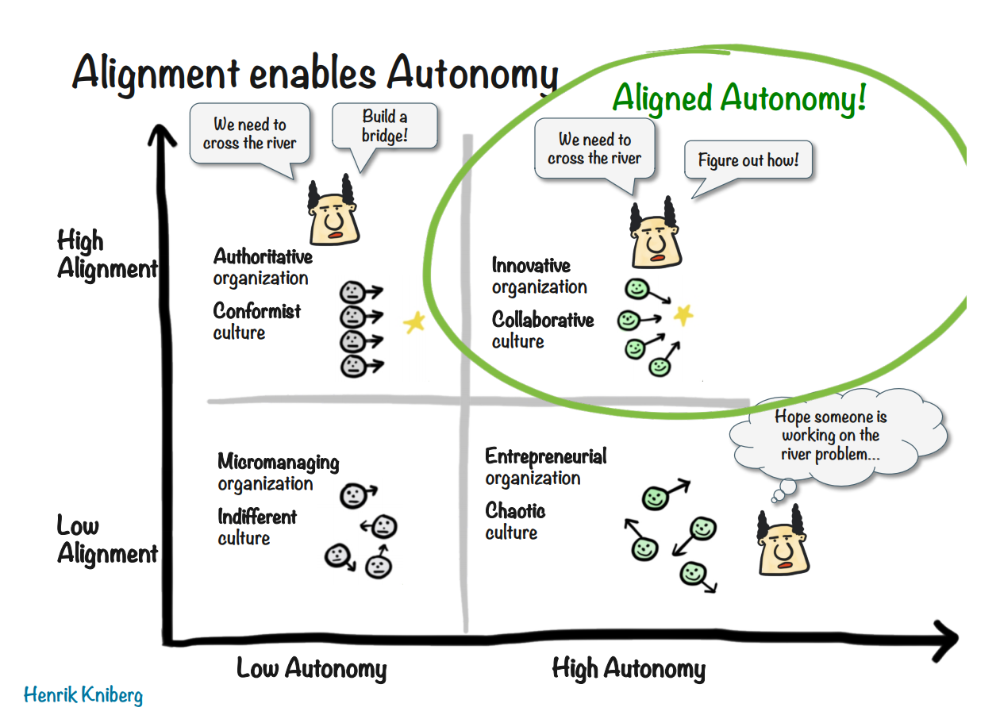 Alignment enables Autonomy
Aligned Autonomy!
We need to
cross the river
Build a
bridge!
We need to
cross the river
Figure out how!
High
Alignment
Authoritative
organization
Conformist
culture
Innovative
organization
Collaborative
culture
Hope someone is
working on the
river problem...
Low
Alignment
Micromanaging
organization
Indifferent
culture
Entrepreneurial
organization
Chaotic
culture
Low Autonomy
High Autonomy
Henrik Kniberg